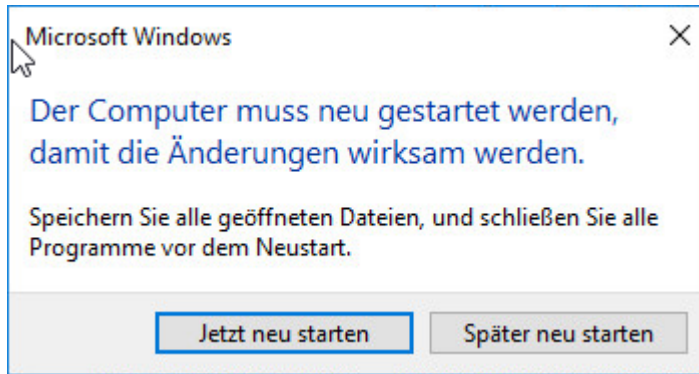 Microsoft Windows
Der Computer muss neu gestartet werden,
damit die Änderungen wirksam werden.
Speichern Sie alle geöffneten Dateien, und schließen Sie alle
Programme vor dem Neustart.
Jetzt neu starten
Später neu starten